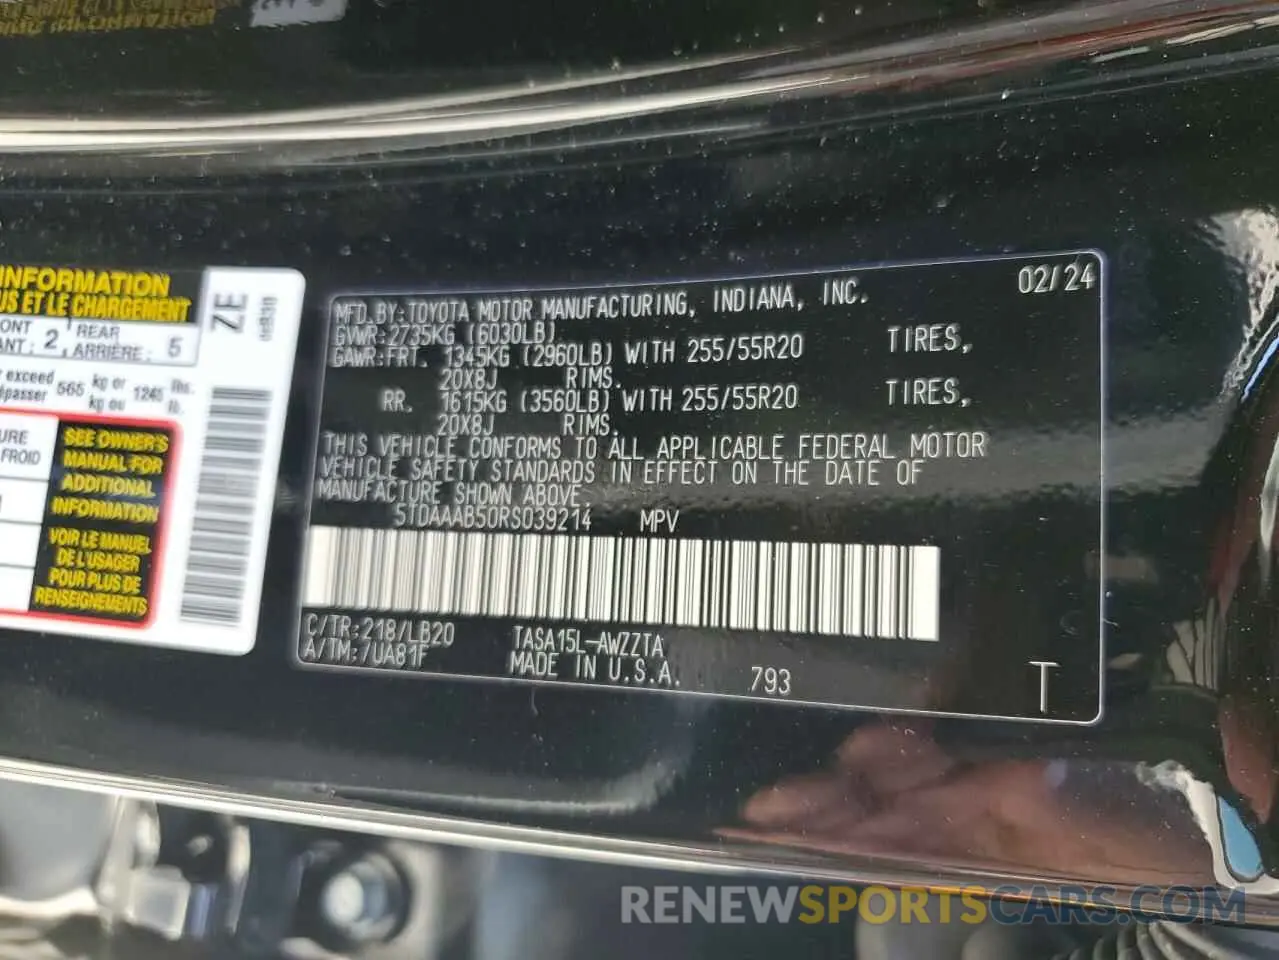 INFORMATION
US ET LE CHARGEMENT
2 REAR 5
ARRIÈRE:
exceed 565 kg or 1245 lbs.
kg ou lb.
FROID
SEE OWNER'S
MANUAL FOR
ADDITIONAL
INFORMATION
VOIR LE MANUEL
DE L'USAGER
POUR PLUS DE
RENSEIGNEMENTS
ZE
02/24
MFD.BY:TOYOTA MOTOR MANUFACTURING, INDIANA, INC.
GVWR:2735KG (6030LB)
GAWR:FRT. 1345KG (2960LB) WITH 255/55R20 TIRES,
20X8J RIMS.
RR. 1615KG (3560LB) WITH 255/55R20 TIRES,
20X8J RIMS.
THIS VEHICLE CONFORMS TO ALL APPLICABLE FEDERAL MOTOR
VEHICLE SAFETY STANDARDS IN EFFECT ON THE DATE OF
MANUFACTURE SHOWN ABOVE.
5TDAAAB50RS039214 MPV
C/TR:218/LB20 TASA15L-AWZZTA
A/TM:7UA81F MADE IN U.S.A. 793
T
RENEWSPORTSCARS.COM